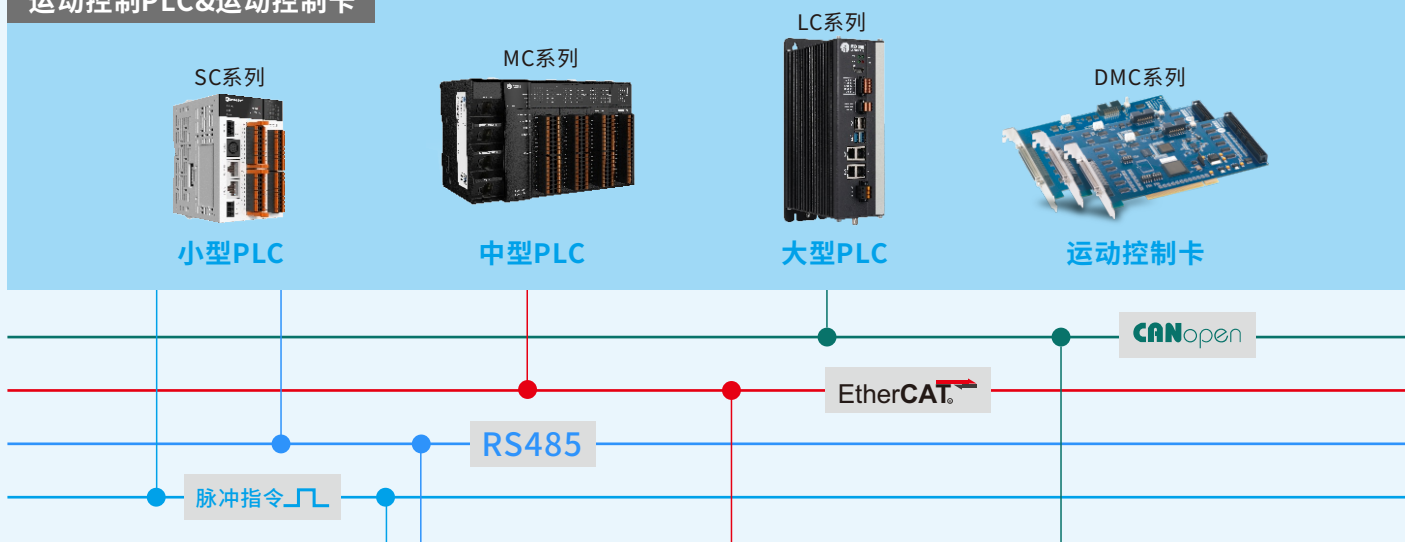 运动控制PLC&运动控制卡
SC系列
MC系列
LC系列
DMC系列
小型PLC
中型PLC
大型PLC
运动控制卡
CANopen
EtherCAT
RS485
脉冲指令